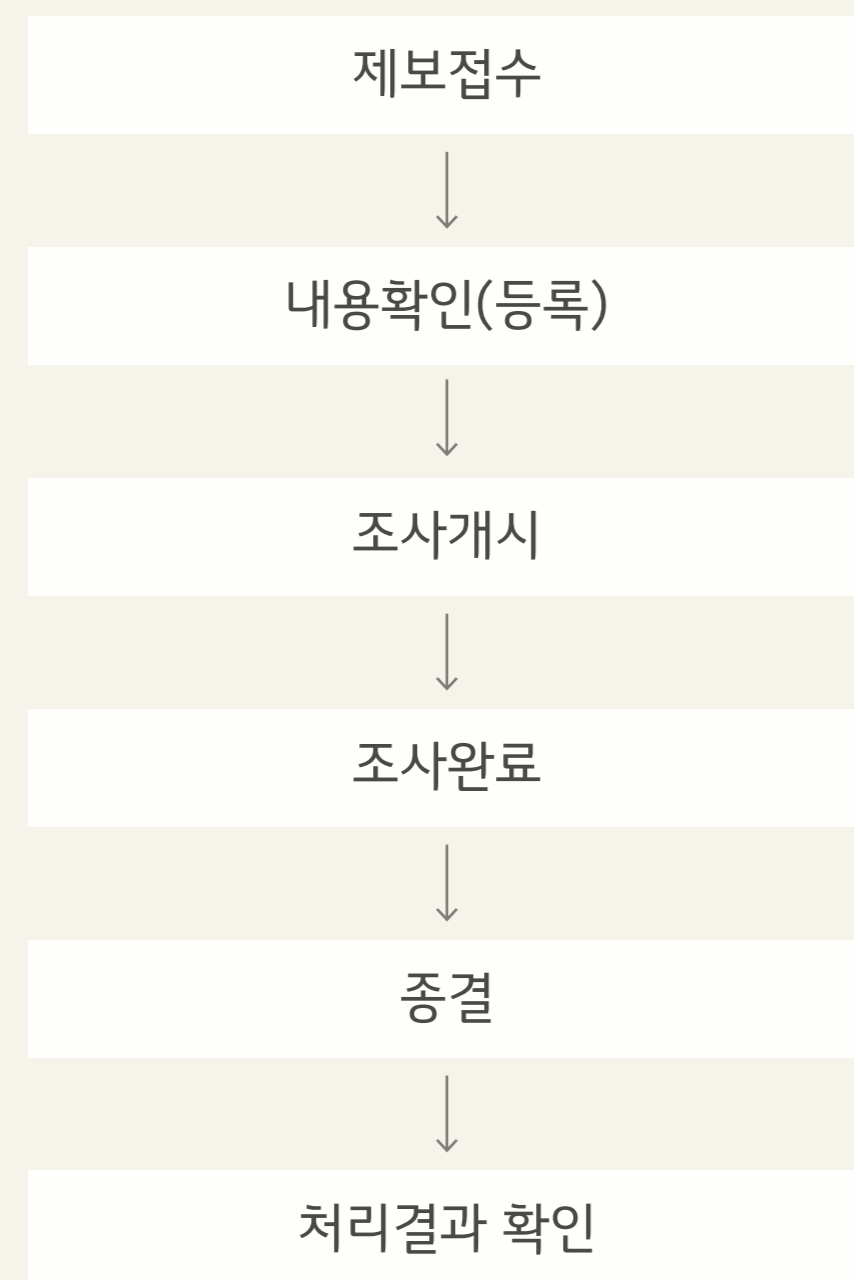 제보접수
내용확인(등록)
조사개시
조사완료
종결
처리결과 확인